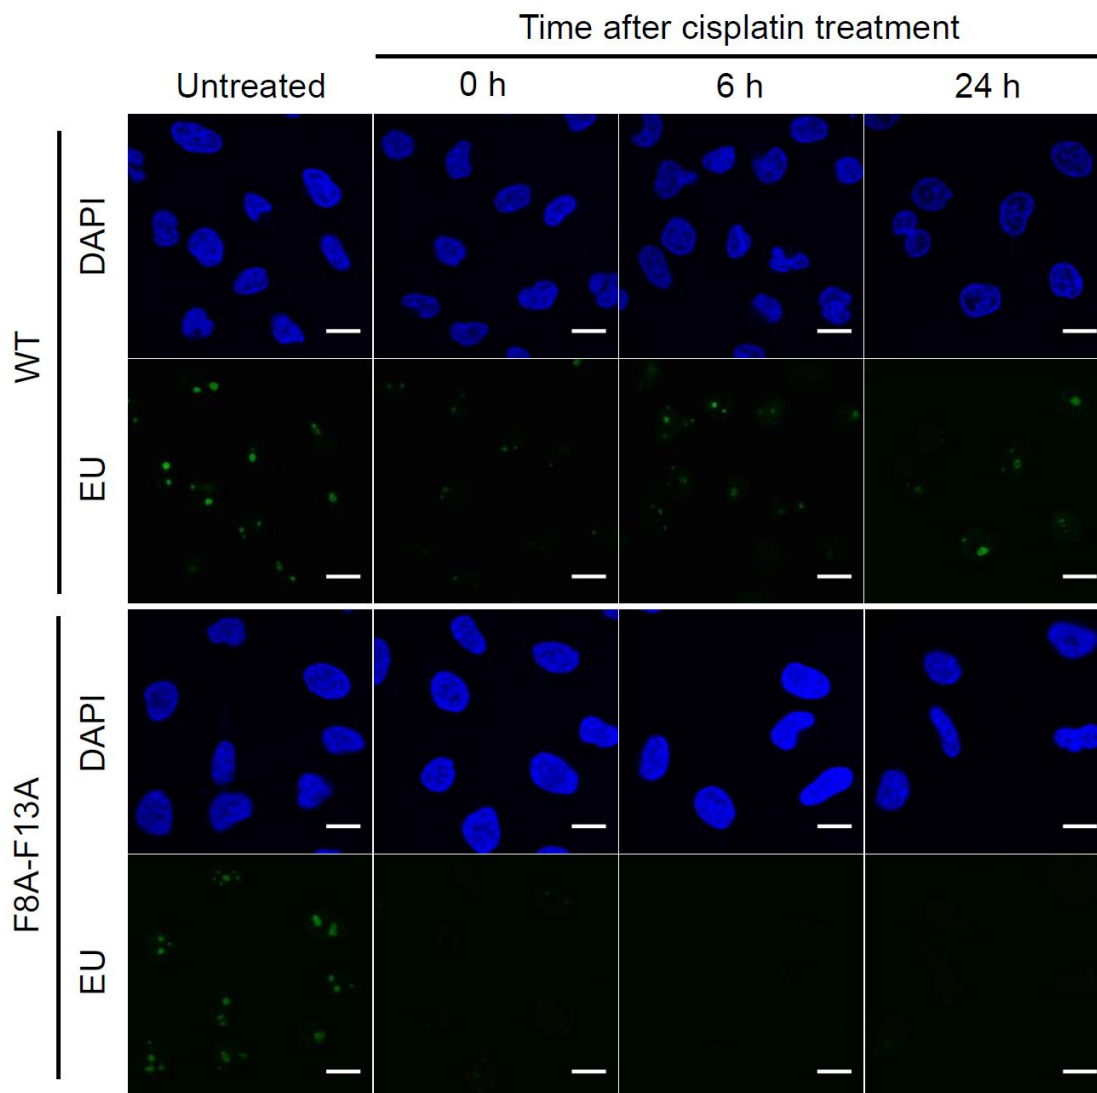 Time after cisplatin treatment
Untreated
0 h
6 h
24 h
WT
DAPI
EU
F8A-F13A
DAPI
EU